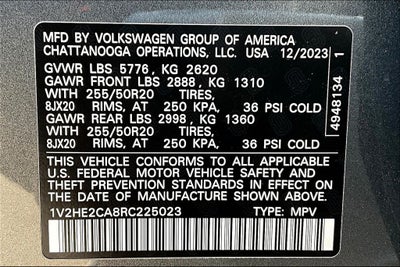 MFD BY VOLKSWAGEN GROUP OF AMERICA
CHATTANOOGA OPERATIONS, LLC. USA 12/2023
GVWR LBS 5776, KG 2620
GAWR FRONT LBS 2888, KG 1310
WITH 255/50R20 TIRES,
8JX20 RIMS, AT 250 KPA, 36 PSI COLD
GAWR REAR LBS 2998, KG 1360
WITH 255/50R20 TIRES,
8JX20 RIMS, AT 250 KPA, 36 PSI COLD
THIS VEHICLE CONFORMS TO ALL APPLICABLE
U.S. FEDERAL MOTOR VEHICLE SAFETY AND
THEFT PREVENTION STANDARDS IN EFFECT ON THE
DATE OF MANUFACTURE SHOWN ABOVE.
1V2HE2CA8RC225023 TYPE: MPV
4948134 1